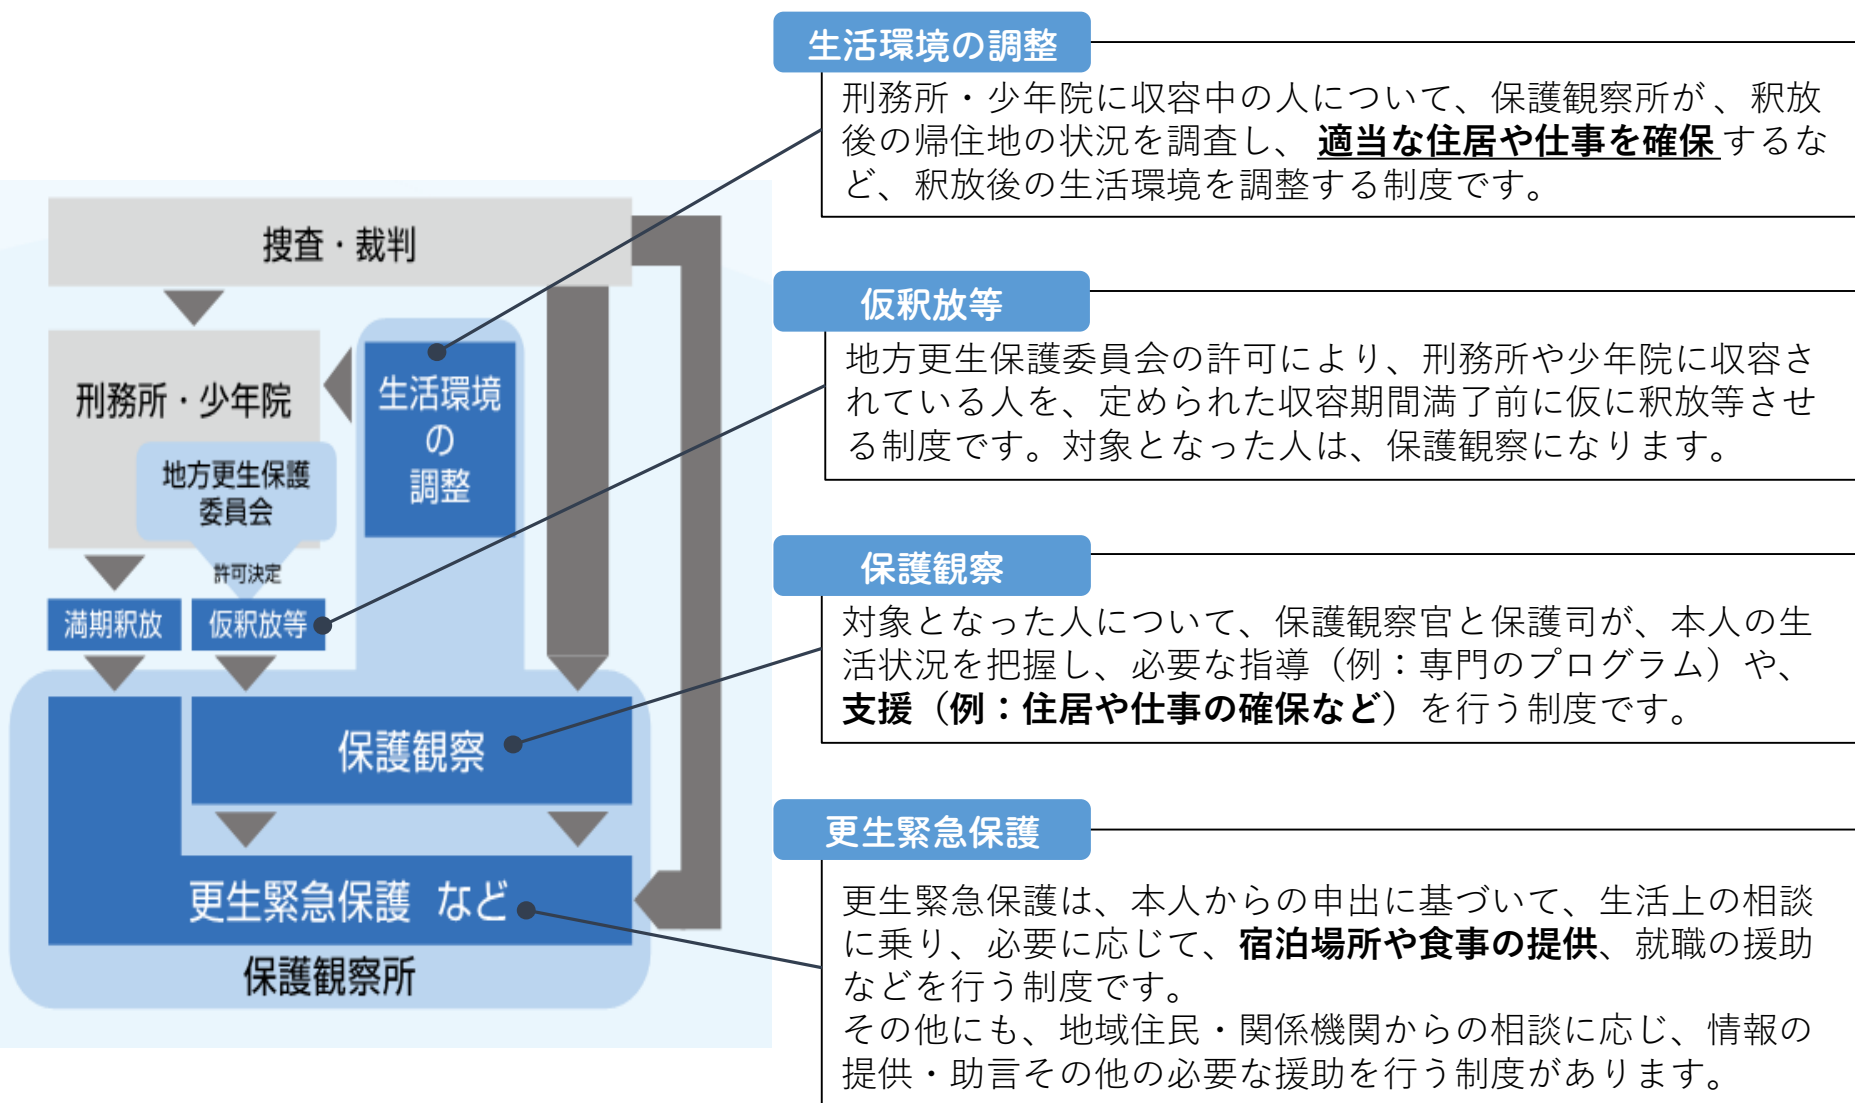 生活環境の調整
刑務所・少年院に収容中の人について、保護観察所が、釈放
後の帰住地の状況を調査し、適当な住居や仕事を確保するな
ど、釈放後の生活環境を調整する制度です。
仮釈放等
地方更生保護委員会の許可により、刑務所や少年院に収容さ
れている人を、定められた収容期間満了前に仮に釈放等させ
る制度です。対象となった人は、保護観察になります。
保護観察
対象となった人について、保護観察官と保護司が、本人の生
活状況を把握し、必要な指導（例：専門のプログラム）や、
支援（例：住居や仕事の確保など）を行う制度です。
更生緊急保護
更生緊急保護は、本人からの申出に基づいて、生活上の相談
に乗り、必要に応じて、宿泊場所や食事の提供、就職の援助
などを行う制度です。
その他にも、地域住民・関係機関からの相談に応じ、情報の
提供・助言その他の必要な援助を行う制度があります。
捜査・裁判
刑務所・少年院
生活環境
の
調整
地方更生保護
委員会
許可決定
満期釈放
仮釈放等
保護観察
更生緊急保護 など
保護観察所